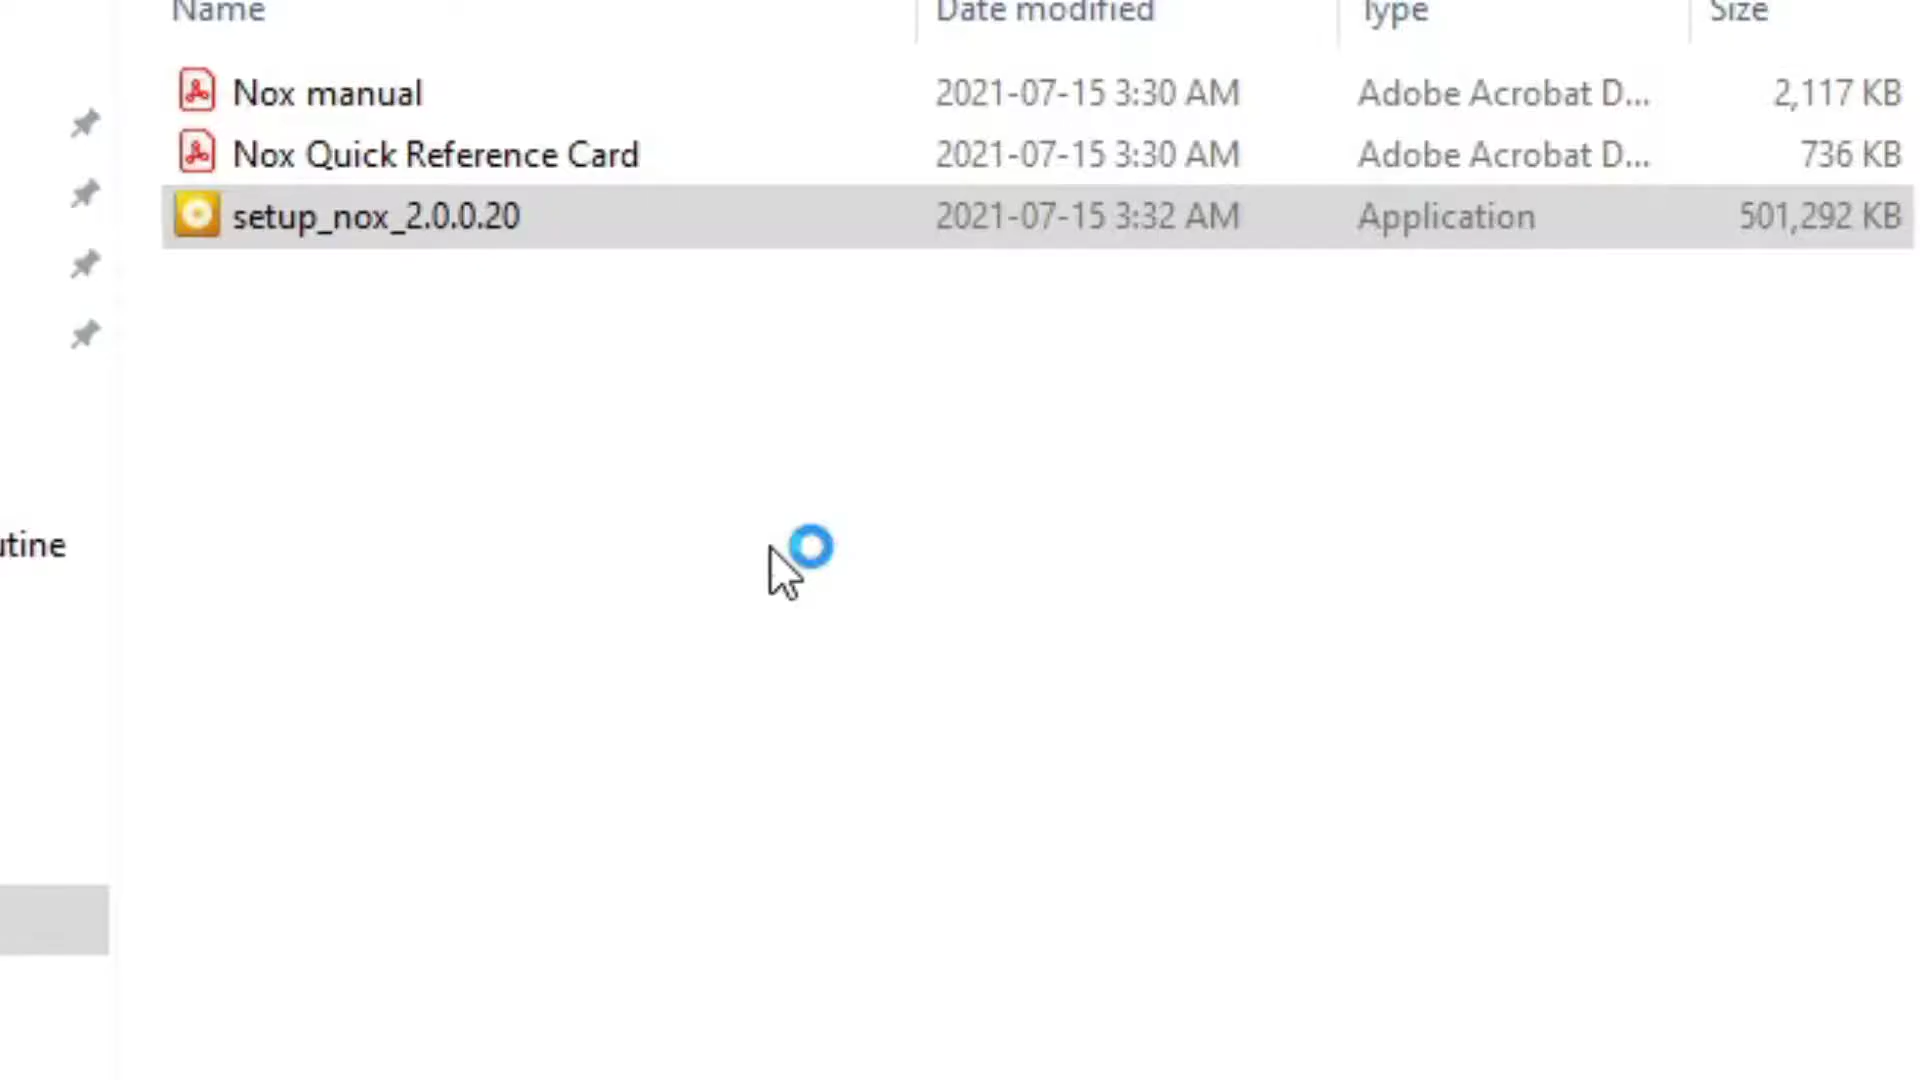 Name Date modified Type Size
Nox manual 2021-07-15 3:30 AM Adobe Acrobat D... 2,117 KB
Nox Quick Reference Card 2021-07-15 3:30 AM Adobe Acrobat D... 736 KB
setup_nox_2.0.0.20 2021-07-15 3:32 AM Application 501,292 KB
utine